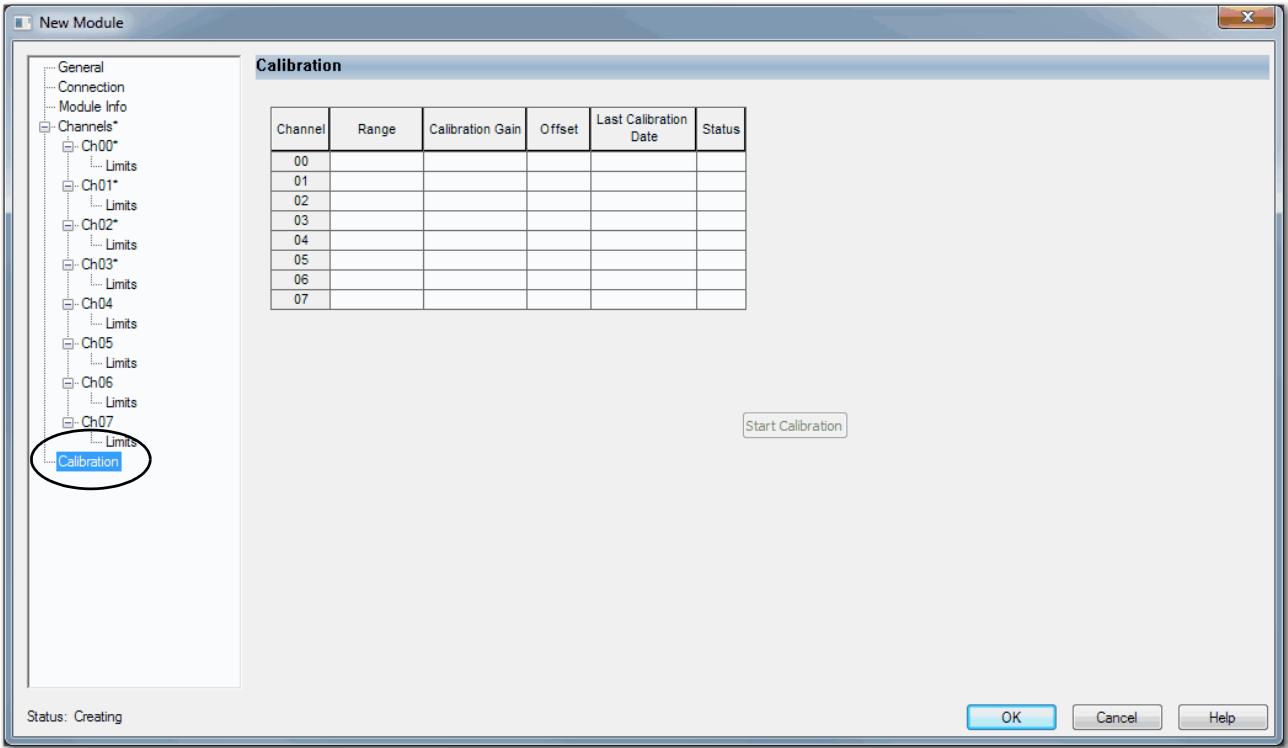 New Module
General
Connection
Module Info
Channels*
Ch00*
Limits
Ch01*
Limits
Ch02*
Limits
Ch03*
Limits
Ch04
Limits
Ch05
Limits
Ch06
Limits
Ch07
Limits
Calibration
Calibration
Channel Range Calibration Gain Offset Last Calibration Date Status
00
01
02
03
04
05
06
07
Start Calibration
Status: Creating
OK Cancel Help